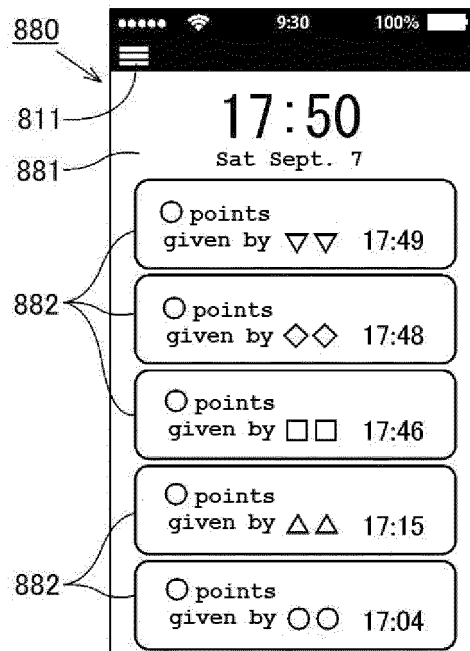 880
9:30 100%
811
17:50
881
Sat Sept. 7
○ points
given by ▽▽ 17:49
882
○ points
given by ◇◇ 17:48
○ points
given by □□ 17:46
○ points
given by △△ 17:15
882
○ points
given by ○○ 17:04